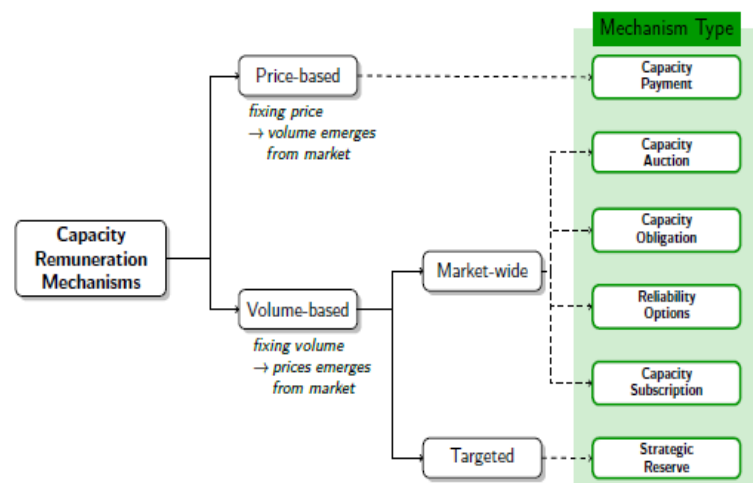 Mechanism Type
Price-based
fixing price
→ volume emerges
from market
Capacity
Payment
Capacity
Auction
Capacity
Remuneration
Mechanisms
Capacity
Obligation
Market-wide
Volume-based
fixing volume
→ prices emerges
from market
Reliability
Options
Capacity
Subscription
Targeted
Strategic
Reserve